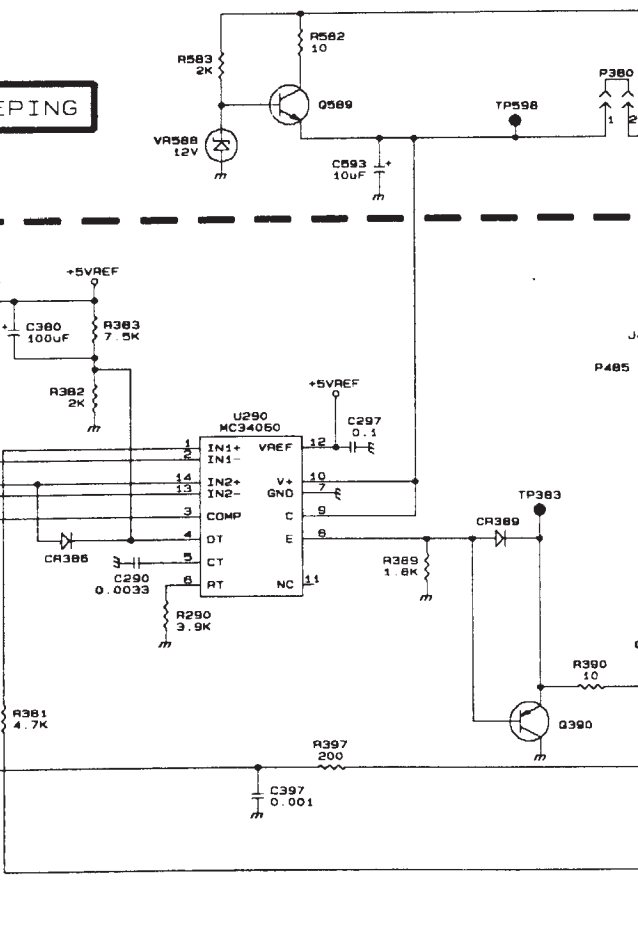 R582
10
R583
2K
EPING
Q589
VR588
12V
TP598
P380
1 2
C593
10uF
+
+5VREF
+ C380
100uF
R383
7.5K
R382
2K
J
P485
+5VREF
U290
MC34060
C297
0.1
1 IN1+ VREF 12
2 IN1-
14 IN2+ V+ 10
13 IN2- GND 7
3 COMP C 9
4 DT E 8
5 CT
6 RT NC 11
CR386
C290
0.0033
R290
3.9K
TP383
CR389
R389
1.8K
R390
10
Q390
R381
4.7K
R397
200
C397
0.001